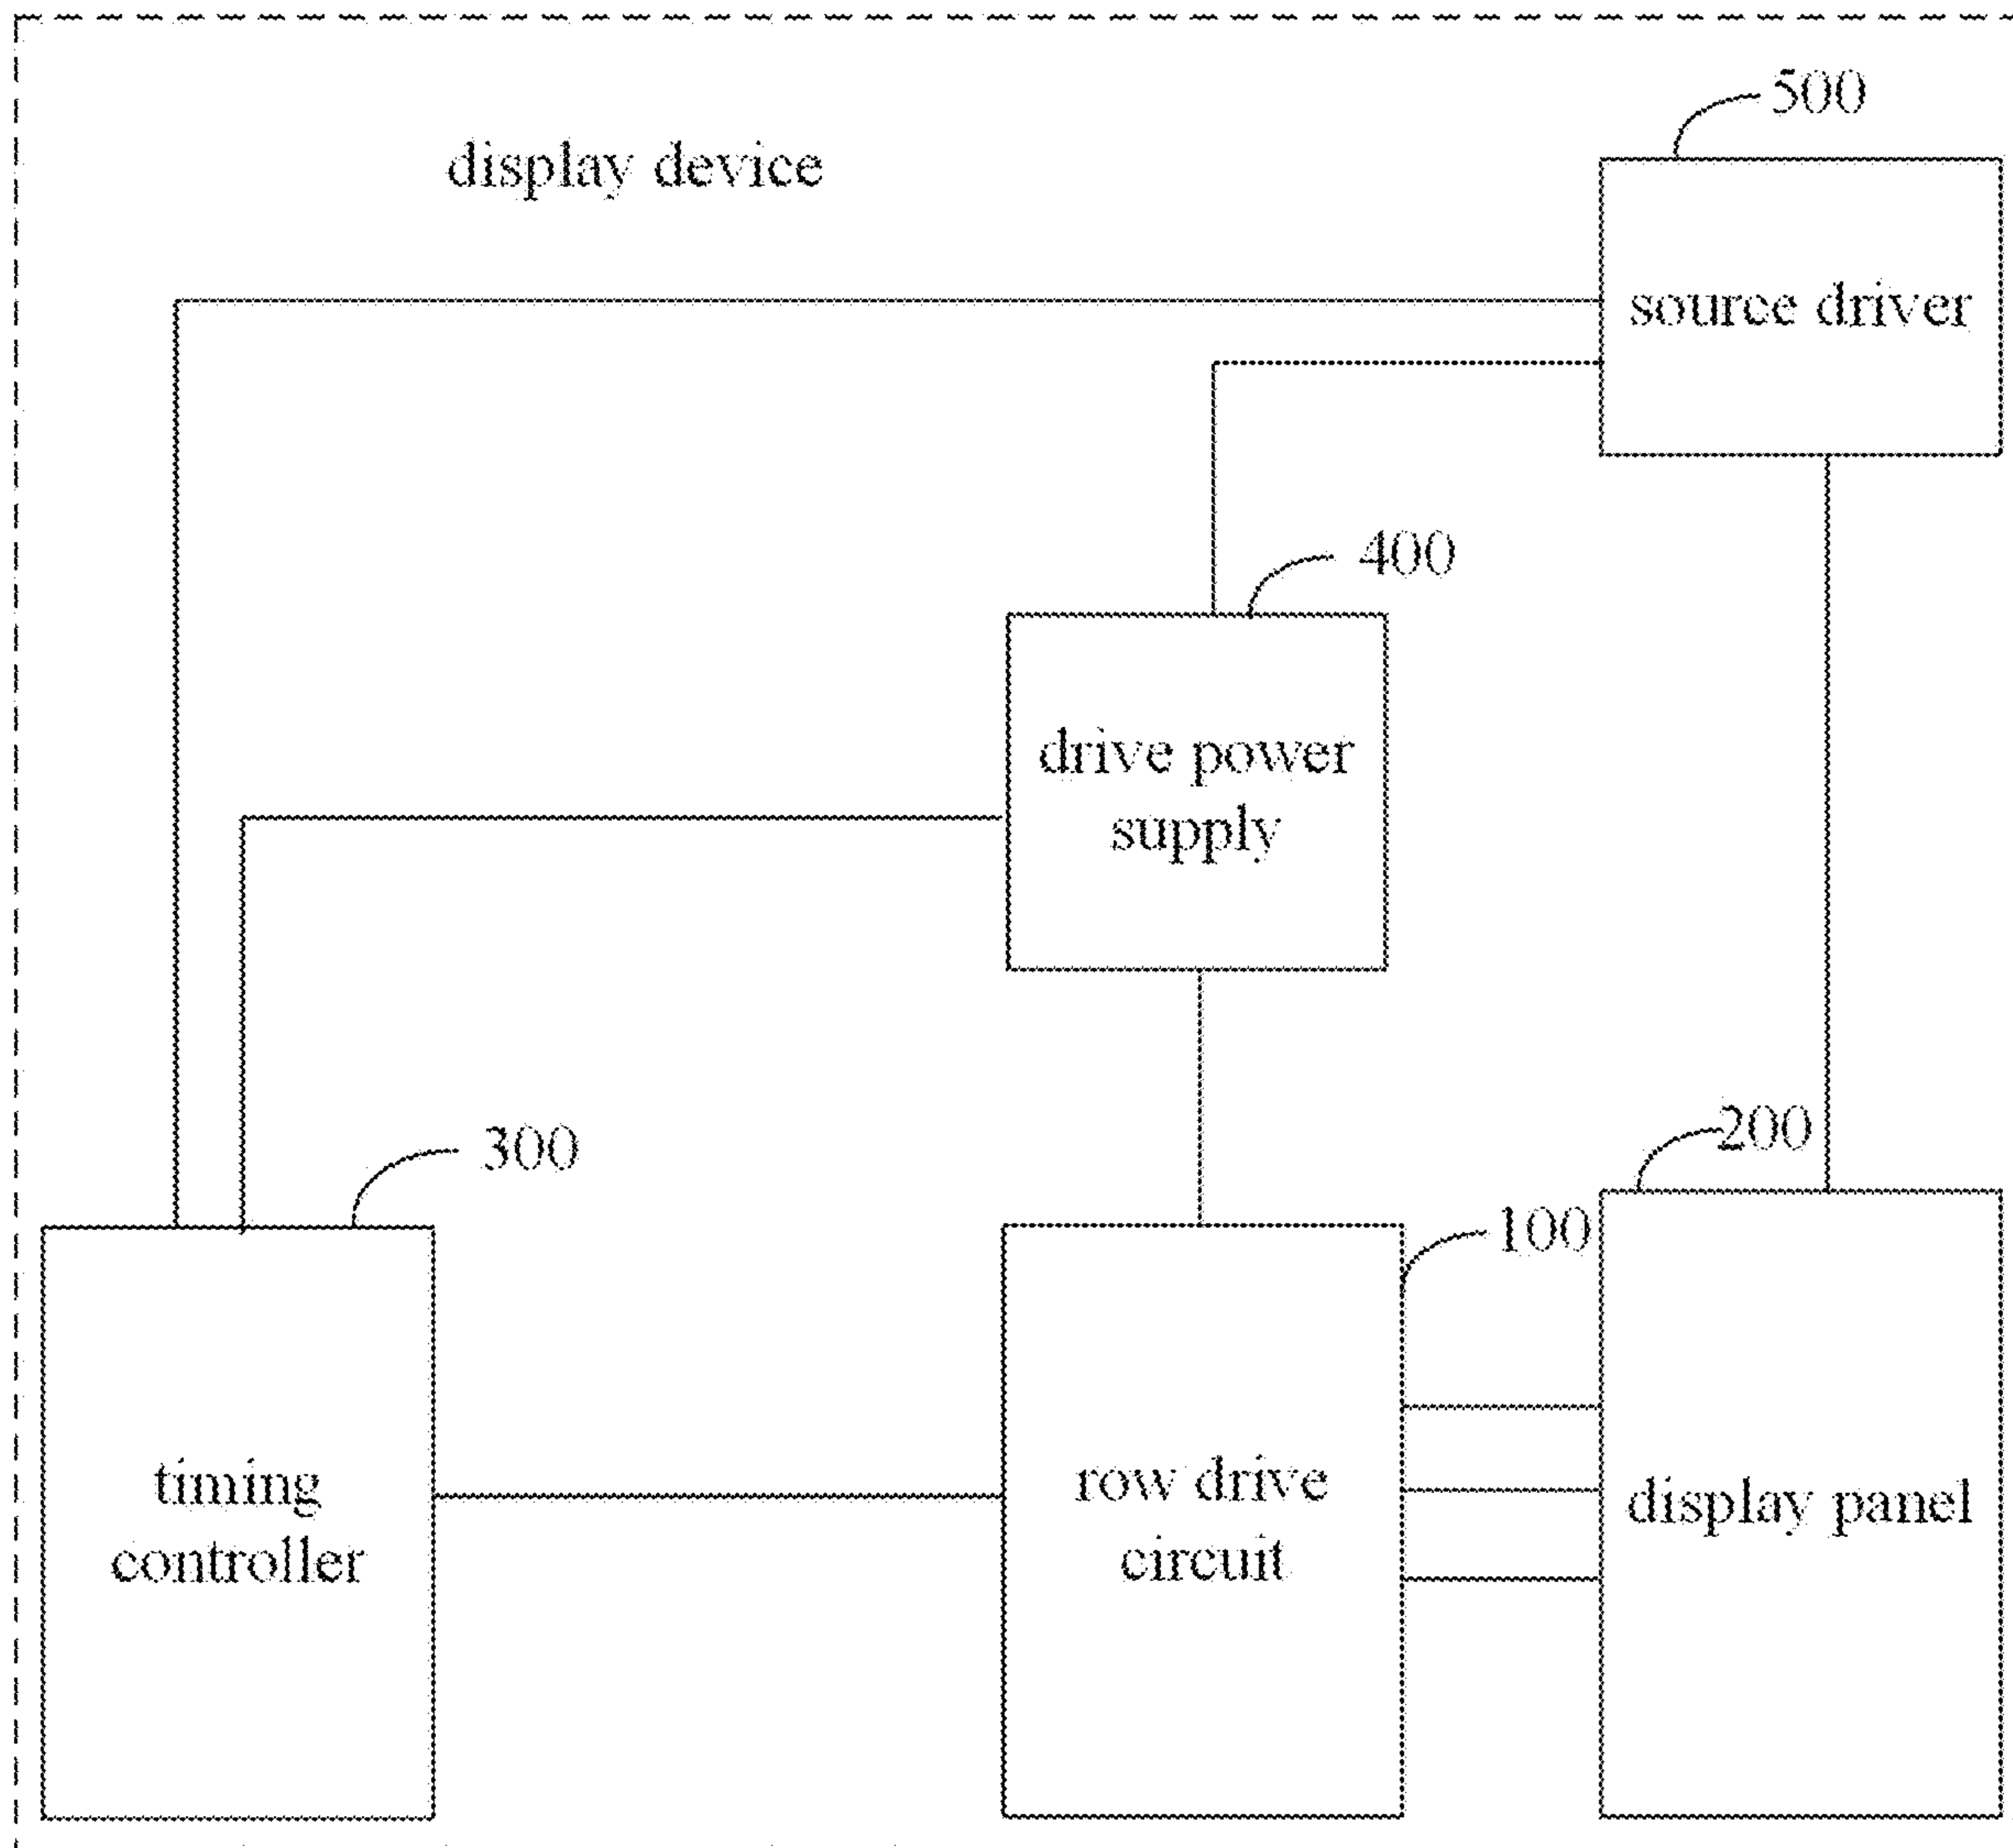 500
display device
source driver
400
drive power
supply
300
200
100
timing
controller
row drive
circuit
display panel